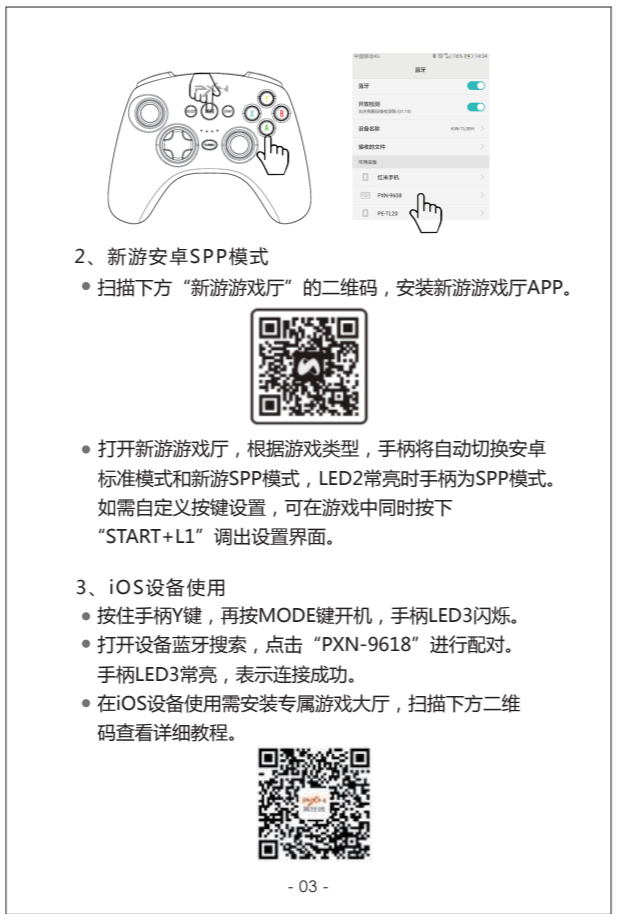 中国移动4G 76% 14:34
蓝牙
蓝牙
开放检测
设备名称 KIW-TL00H
接收的文件
可用设备
红米手机
PXN-9608
PE-TL20
X
B
A
2、新游安卓SPP模式
扫描下方“新游游戏厅”的二维码，安装新游游戏厅APP。
打开新游游戏厅，根据游戏类型，手柄将自动切换安卓
标准模式和新游SPP模式，LED2常亮时手柄为SPP模式。
如需自定义按键设置，可在游戏中同时按下
“START+L1”调出设置界面。
3、iOS设备使用
按住手柄Y键，再按MODE键开机，手柄LED3闪烁。
打开设备蓝牙搜索，点击“PXN-9618”进行配对。
手柄LED3常亮，表示连接成功。
在iOS设备使用需安装专属游戏大厅，扫描下方二维
码查看详细教程。
- 03 -